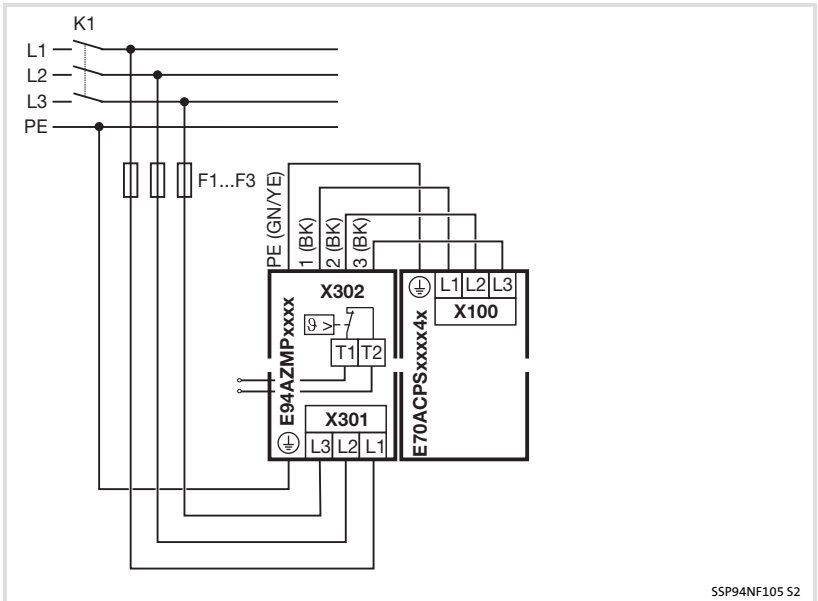 K1
L1
L2
L3
PE
F1...F3
PE (GN/YE)
1 (BK)
2 (BK)
3 (BK)
E94AZMPxxxx
X302
ϑ >
T1 T2
X301
L3 L2 L1
E70ACPSxxxx4x
L1 L2 L3
X100
SSP94NF105 S2